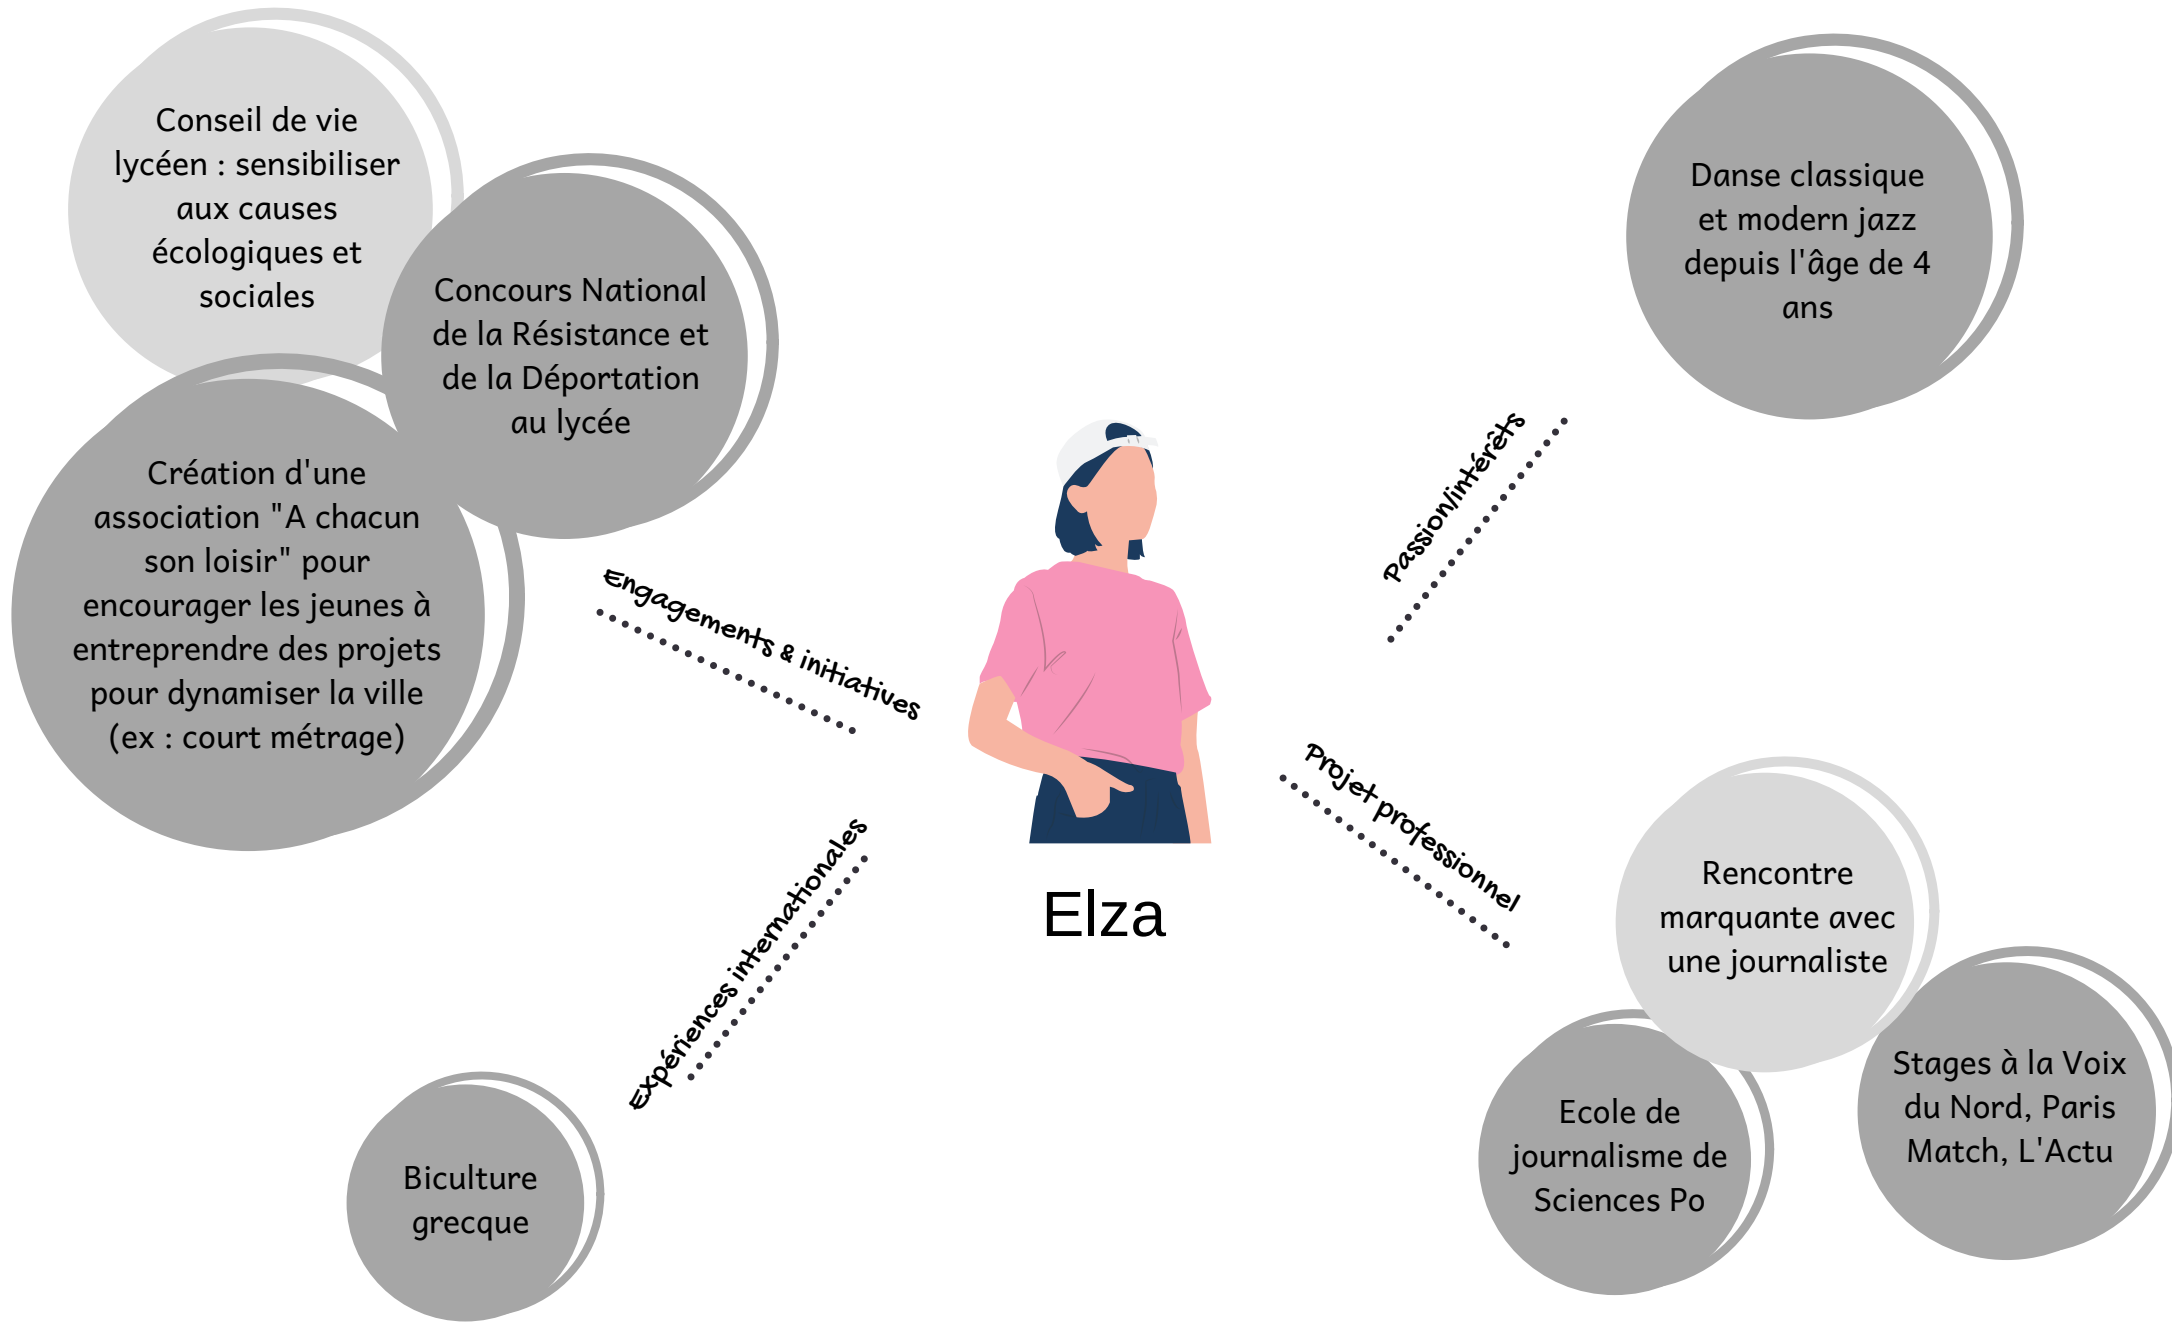 Conseil de vie
lycéen : sensibiliser
aux causes
écologiques et
sociales
Concours National
de la Résistance et
de la Déportation
au lycée
Création d'une
association "A chacun
son loisir" pour
encourager les jeunes à
entreprendre des projets
pour dynamiser la ville
(ex : court métrage)
Engagements & initiatives
Expériences internationales
Biculture
grecque
Elza
Passion/intérêts
Danse classique
et modern jazz
depuis l'âge de 4
ans
Projet professionnel
Rencontre
marquante avec
une journaliste
Ecole de
journalisme de
Sciences Po
Stages à la Voix
du Nord, Paris
Match, L'Actu